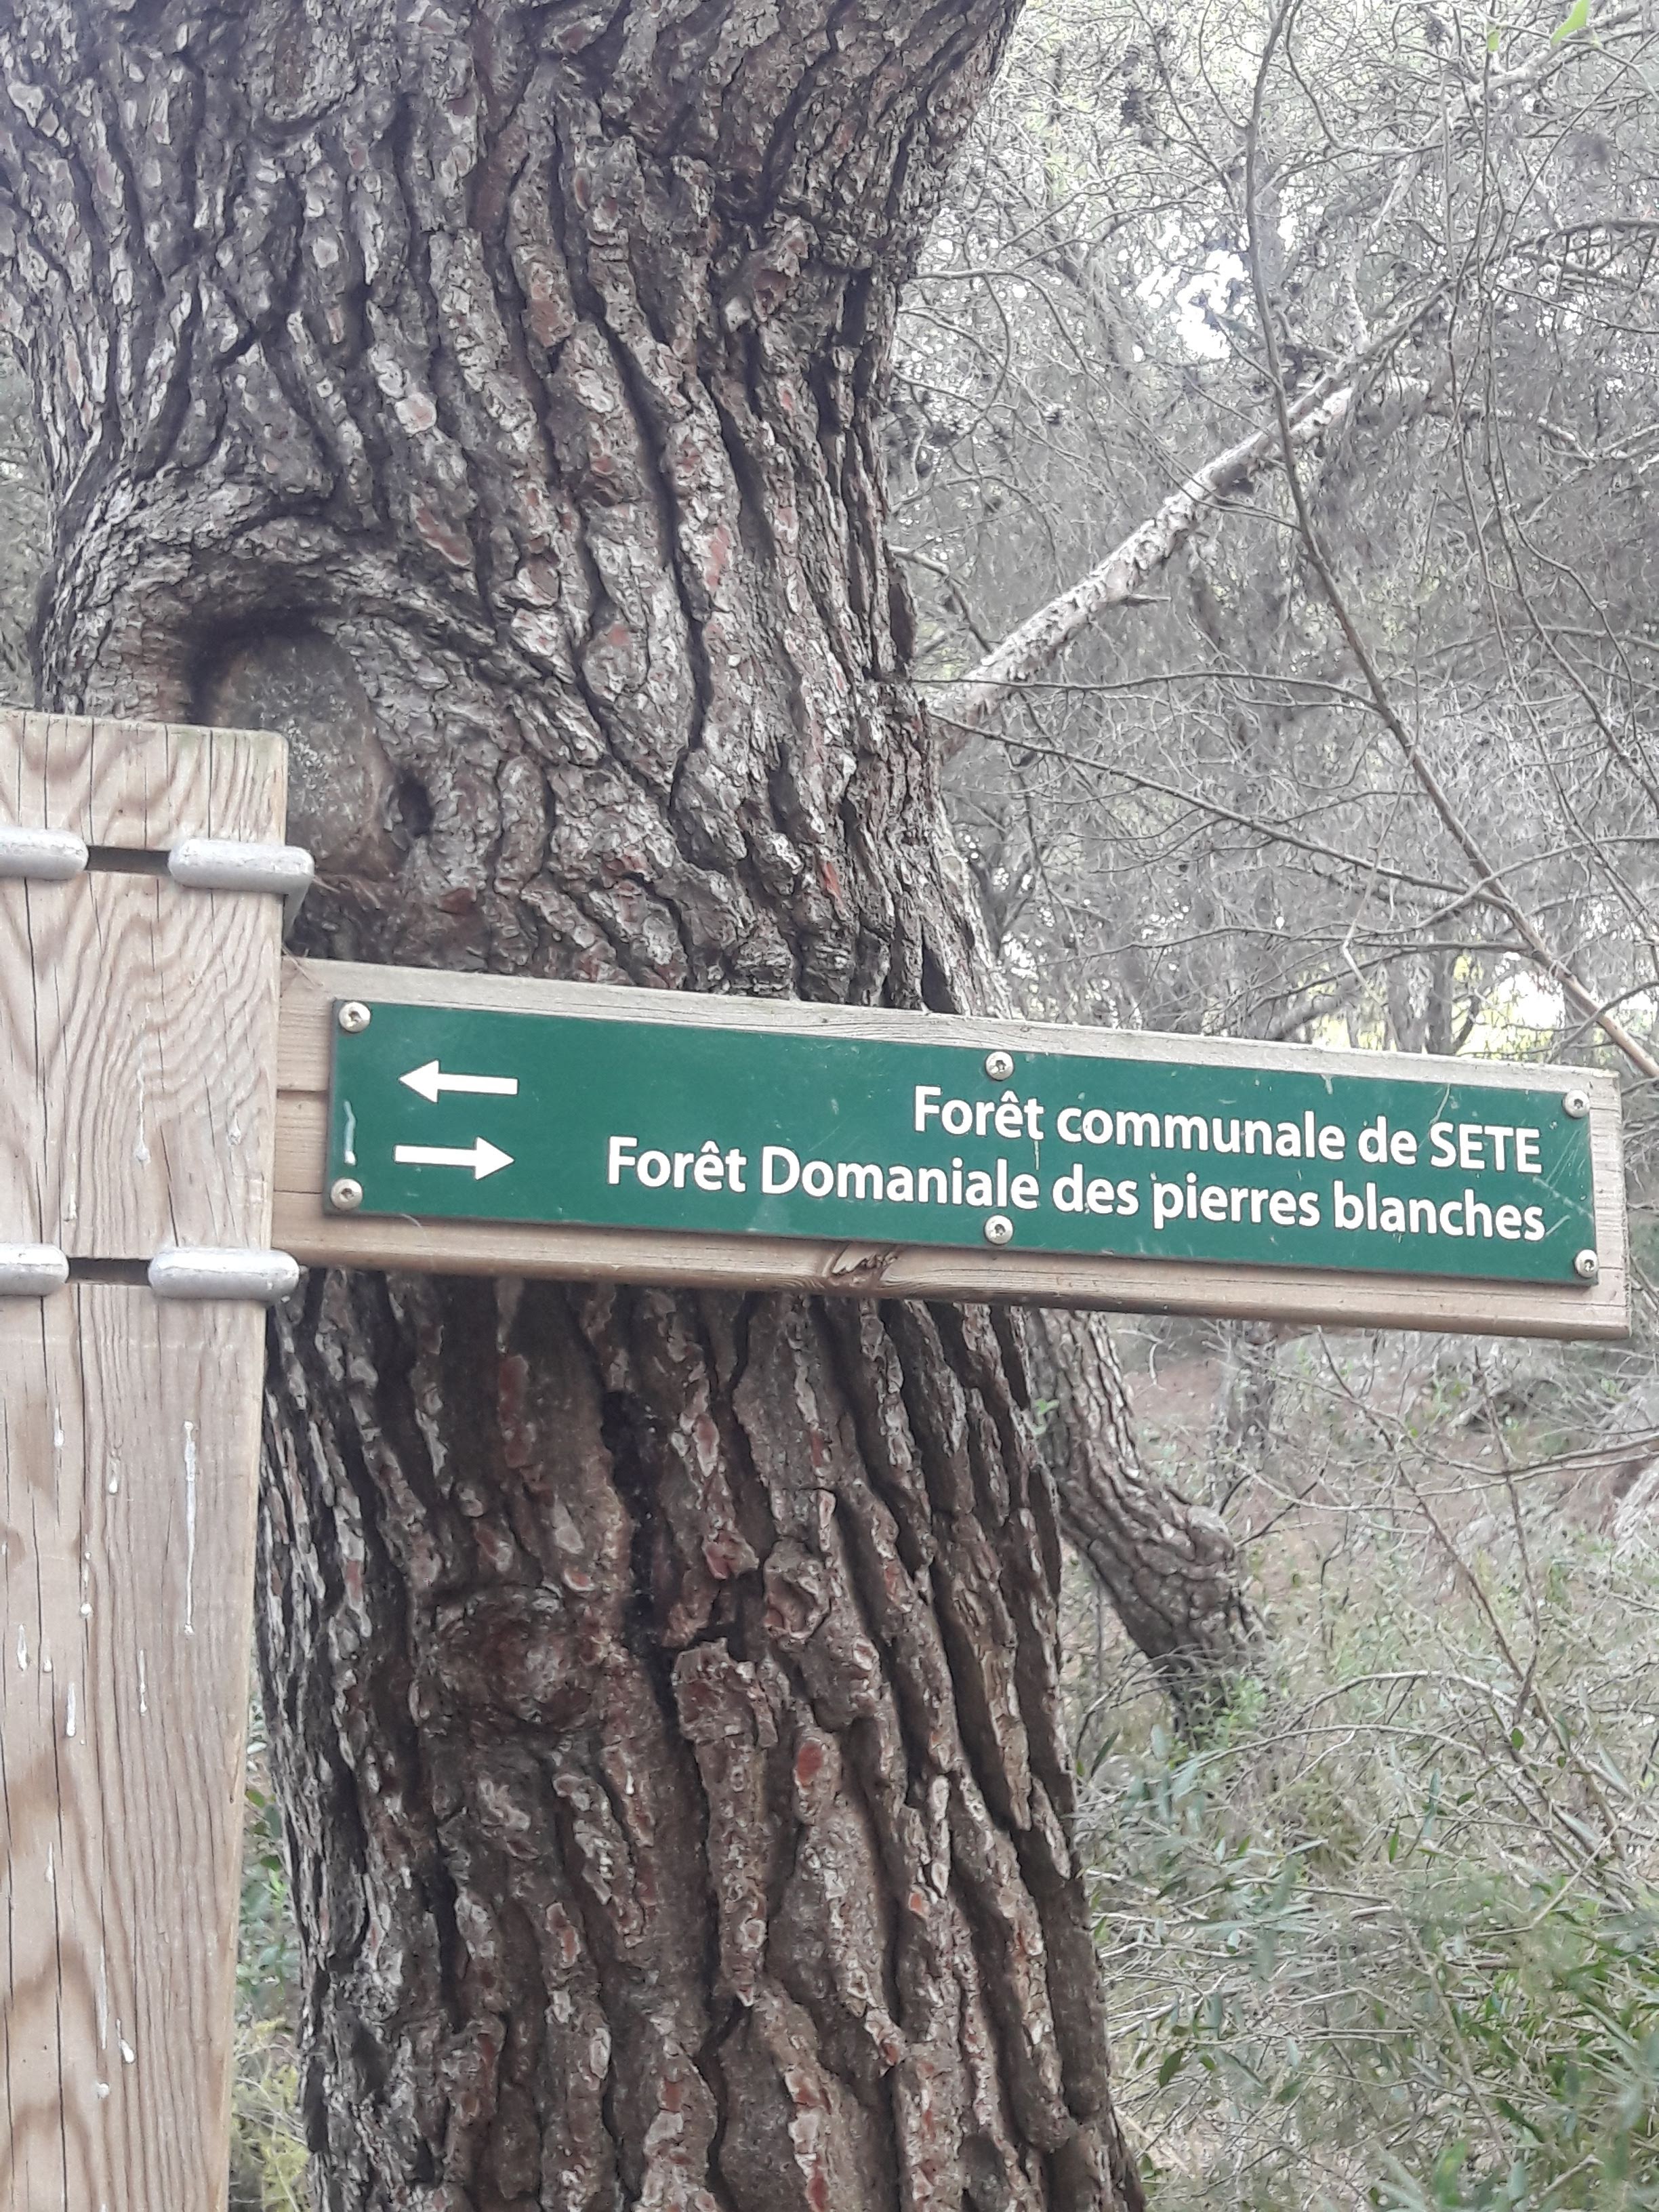 Forêt communale de SETE
Forêt Domaniale des pierres blanches